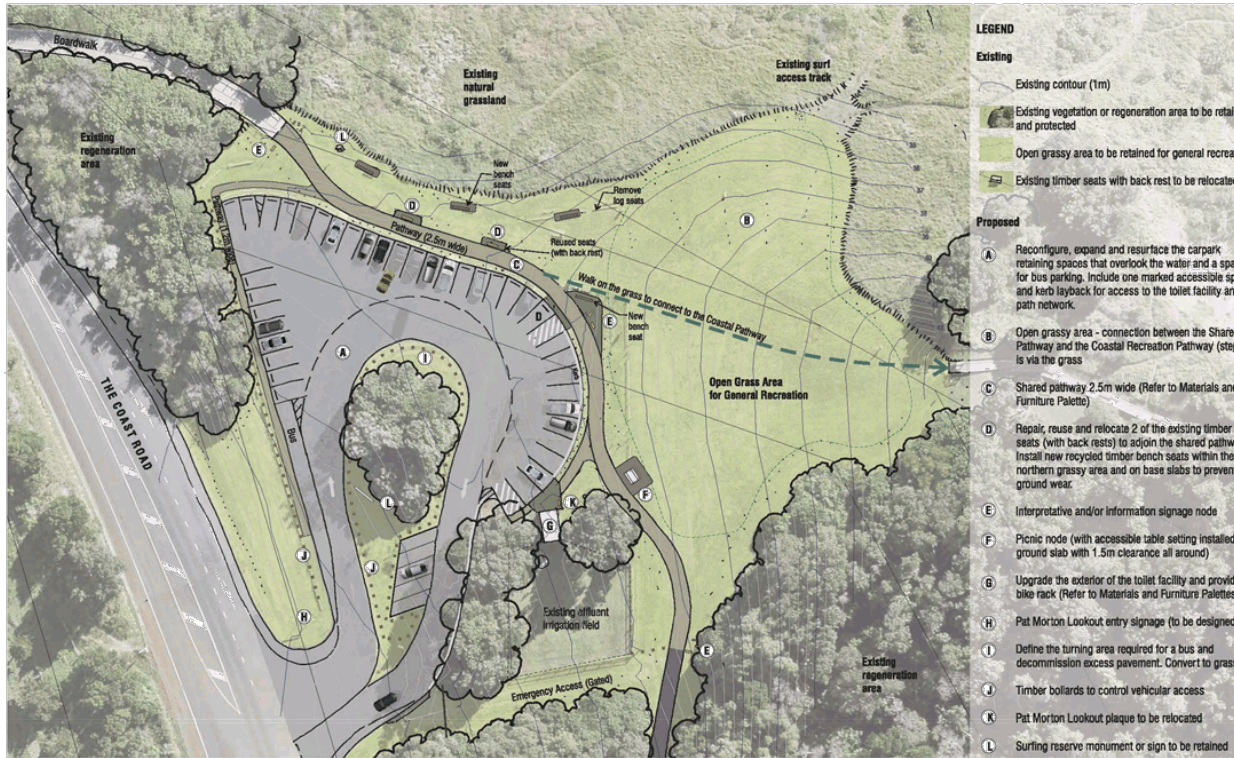 Boardwalk
Existing
natural
grassland
Existing surf
access track
Existing
regeneration
area
E
L
New
bench
seats
Remove
log seats
D
D
B
Pathway (2.5m wide)
Reused seats
(with back rest)
C
Walk on the grass to connect to the Coastal Pathway
D
E
New
bench
seat
A
I
THE COAST ROAD
Bus
Open Grass Area
for General Recreation
L
K
F
G
J
J
H
Existing effluent
irrigation field
E
Emergency Access (Gated)
Existing
regeneration
area
LEGEND
Existing
Existing contour (1m)
Existing vegetation or regeneration area to be retai
and protected
Open grassy area to be retained for general recrea
Existing timber seats with back rest to be relocated
Proposed
A Reconfigure, expand and resurface the carpark
retaining spaces that overlook the water and a spa
for bus parking. Include one marked accessible sp
and kerb layback for access to the toilet facility an
path network.
B Open grassy area - connection between the Share
Pathway and the Coastal Recreation Pathway (step
is via the grass
C Shared pathway 2.5m wide (Refer to Materials and
Furniture Palette)
D Repair, reuse and relocate 2 of the existing timber
seats (with back rests) to adjoin the shared pathw
Install new recycled timber bench seats within the
northern grassy area and on base slabs to prevent
ground wear.
E Interpretative and/or information signage node
F Picnic node (with accessible table setting installed
ground slab with 1.5m clearance all around)
G Upgrade the exterior of the toilet facility and provid
bike rack (Refer to Materials and Furniture Palettes
H Pat Morton Lookout entry signage (to be designed
I Define the turning area required for a bus and
decommission excess pavement. Convert to grass
J Timber bollards to control vehicular access
K Pat Morton Lookout plaque to be relocated
L Surfing reserve monument or sign to be retained